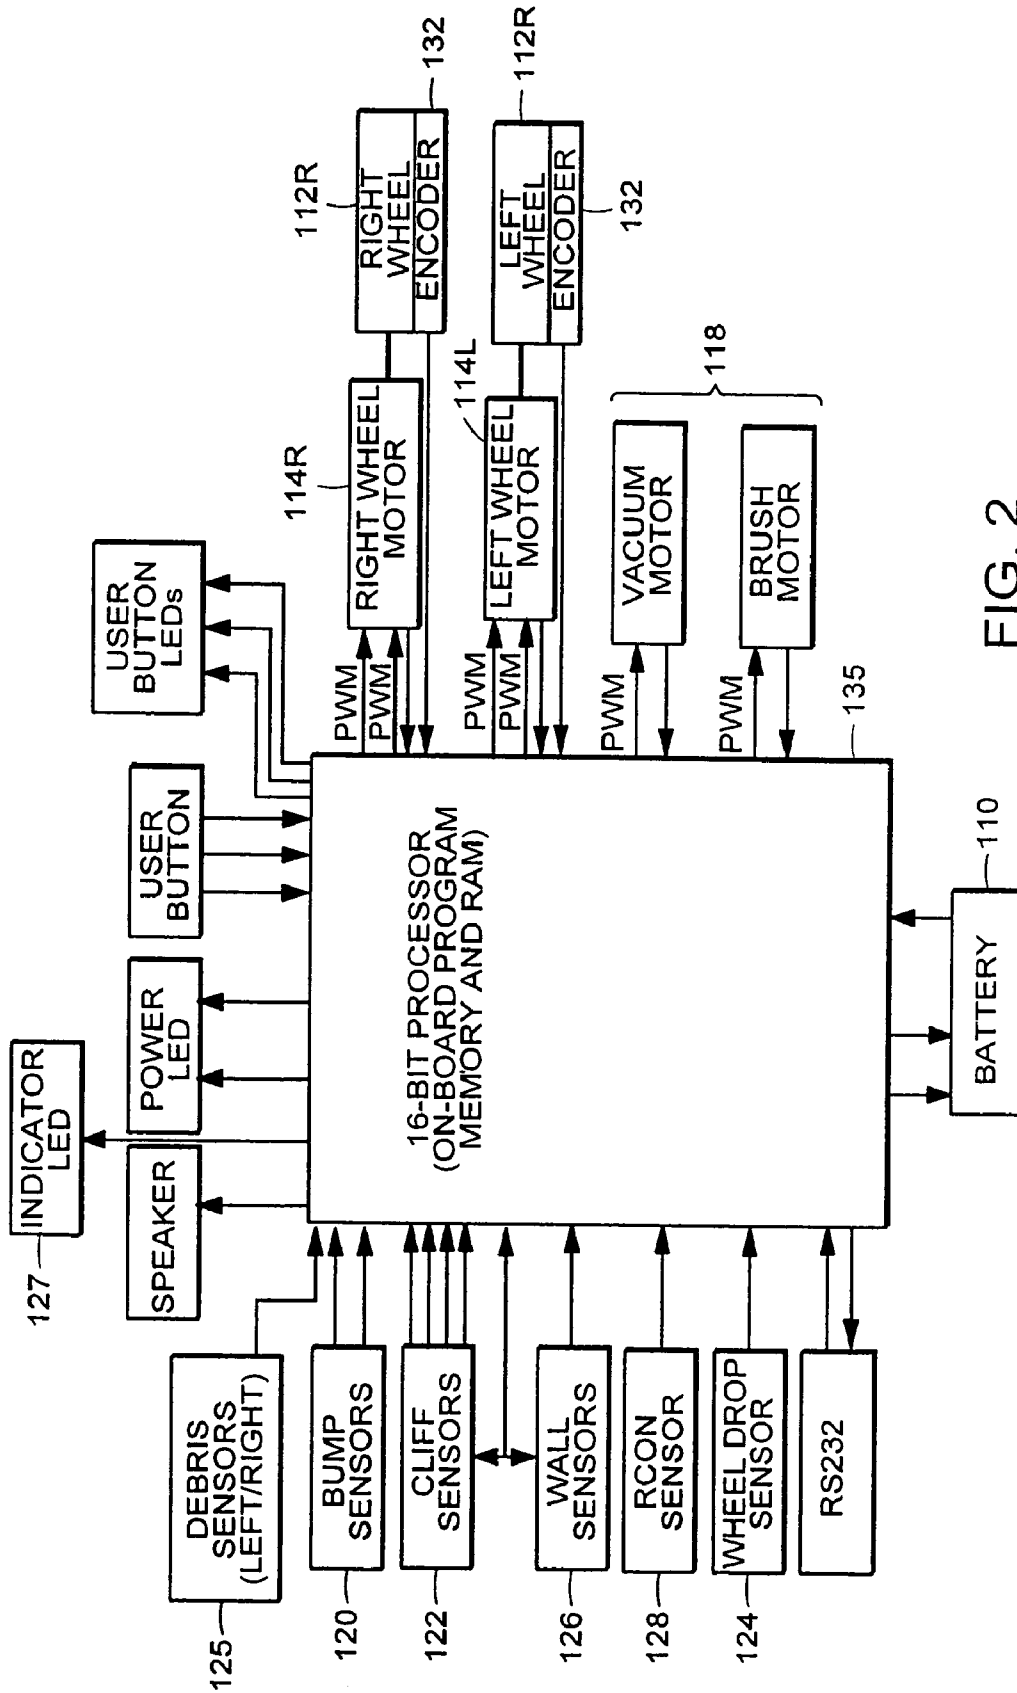 127
INDICATOR
LED
SPEAKER
POWER
LED
USER
BUTTON
USER
BUTTON
LEDs
125
DEBRIS
SENSORS
(LEFT/RIGHT)
120
BUMP
SENSORS
122
CLIFF
SENSORS
126
WALL
SENSORS
128
RCON
SENSOR
124
WHEEL DROP
SENSOR
RS232
16-BIT PROCESSOR
(ON-BOARD PROGRAM
MEMORY AND RAM)
135
PWM
PWM
114R
RIGHT WHEEL
MOTOR
112R
RIGHT
WHEEL
ENCODER
132
PWM
PWM
114L
LEFT WHEEL
MOTOR
112R
LEFT
WHEEL
ENCODER
132
PWM
VACUUM
MOTOR
118
PWM
BRUSH
MOTOR
BATTERY
110
FIG. 2